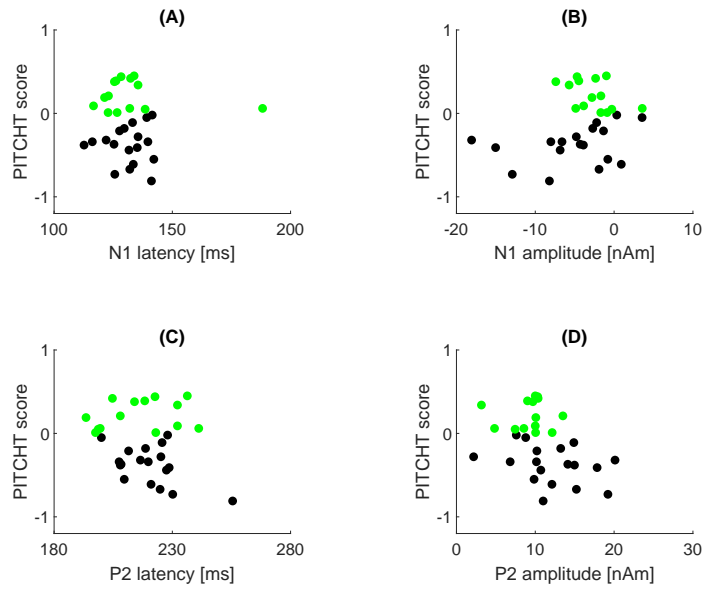 (A)
PITCHT score
1
0
-1
100
150
200
N1 latency [ms]
(B)
PITCHT score
1
0
-1
-20
-10
0
10
N1 amplitude [nAm]
(C)
PITCHT score
1
0
-1
180
230
280
P2 latency [ms]
(D)
PITCHT score
1
0
-1
0
10
20
30
P2 amplitude [nAm]